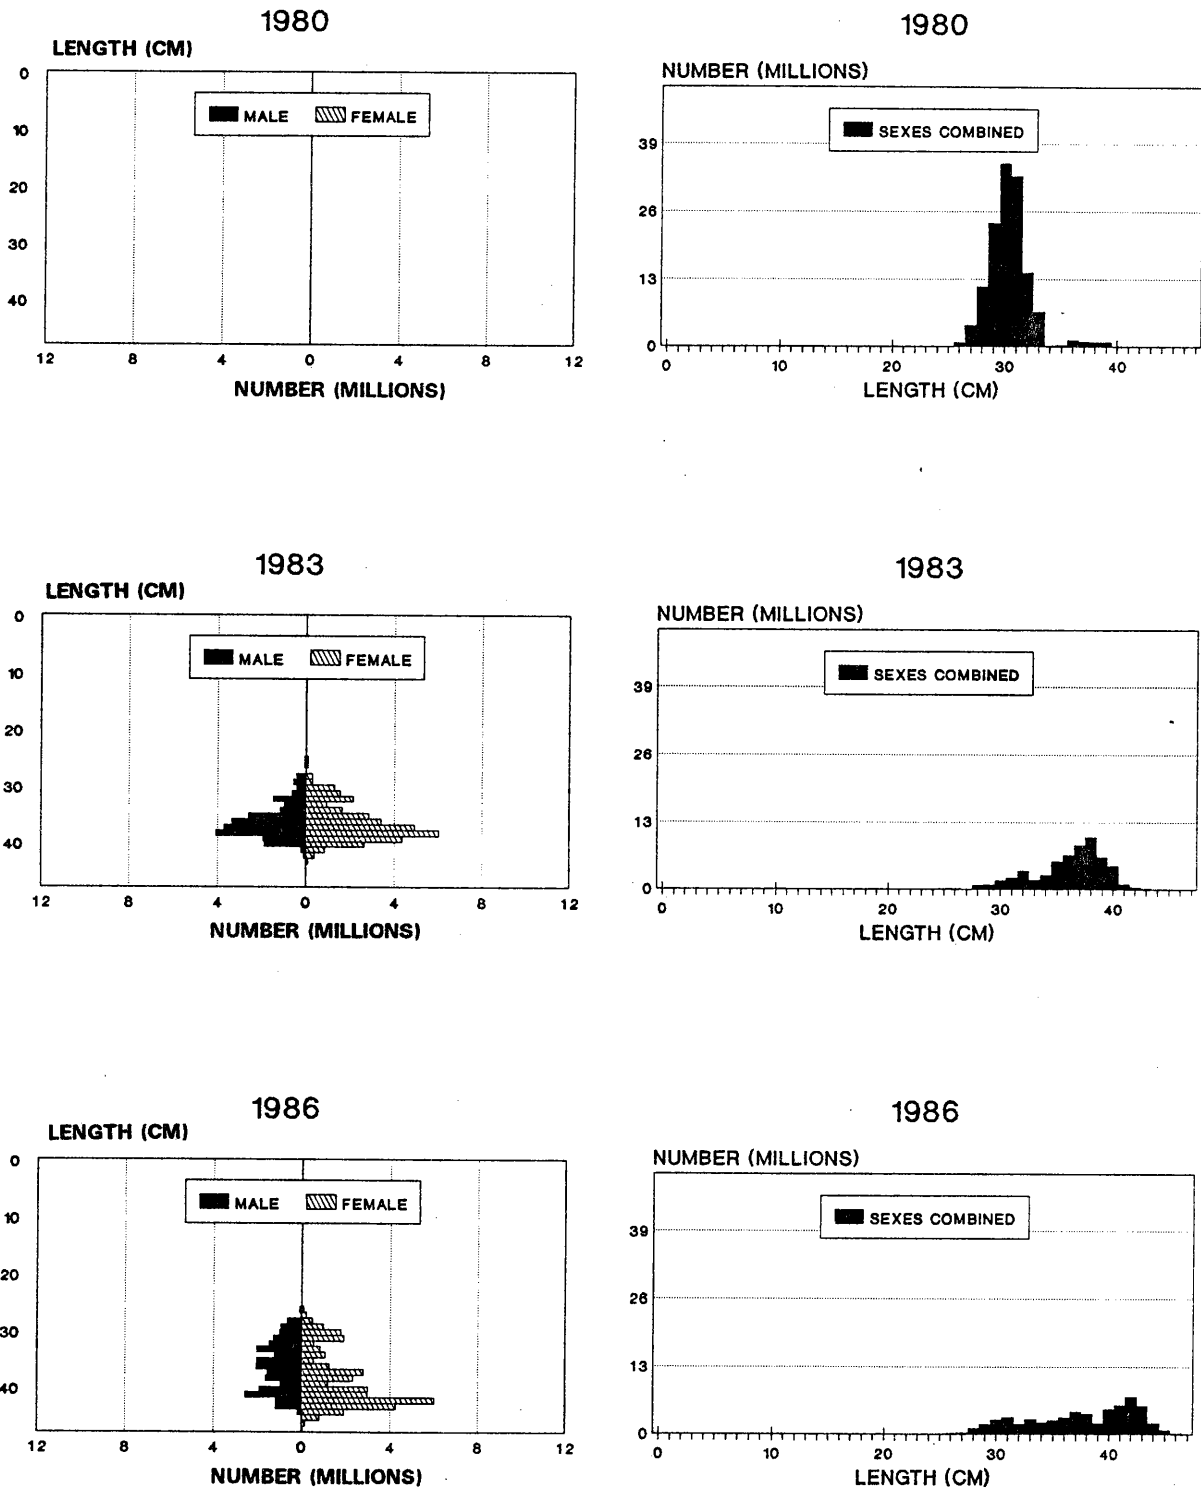 1980
LENGTH (CM)
0
MALE FEMALE
10
20
30
40
12 8 4 0 4 8 12
NUMBER (MILLIONS)
1980
NUMBER (MILLIONS)
SEXES COMBINED
39
26
13
0
0 10 20 30 40
LENGTH (CM)
1983
LENGTH (CM)
0
MALE FEMALE
10
20
30
40
12 8 4 0 4 8 12
NUMBER (MILLIONS)
1983
NUMBER (MILLIONS)
SEXES COMBINED
39
26
13
0
0 10 20 30 40
LENGTH (CM)
1986
LENGTH (CM)
0
MALE FEMALE
10
20
30
40
12 8 4 0 4 8 12
NUMBER (MILLIONS)
1986
NUMBER (MILLIONS)
SEXES COMBINED
39
26
13
0
0 10 20 30 40
LENGTH (CM)